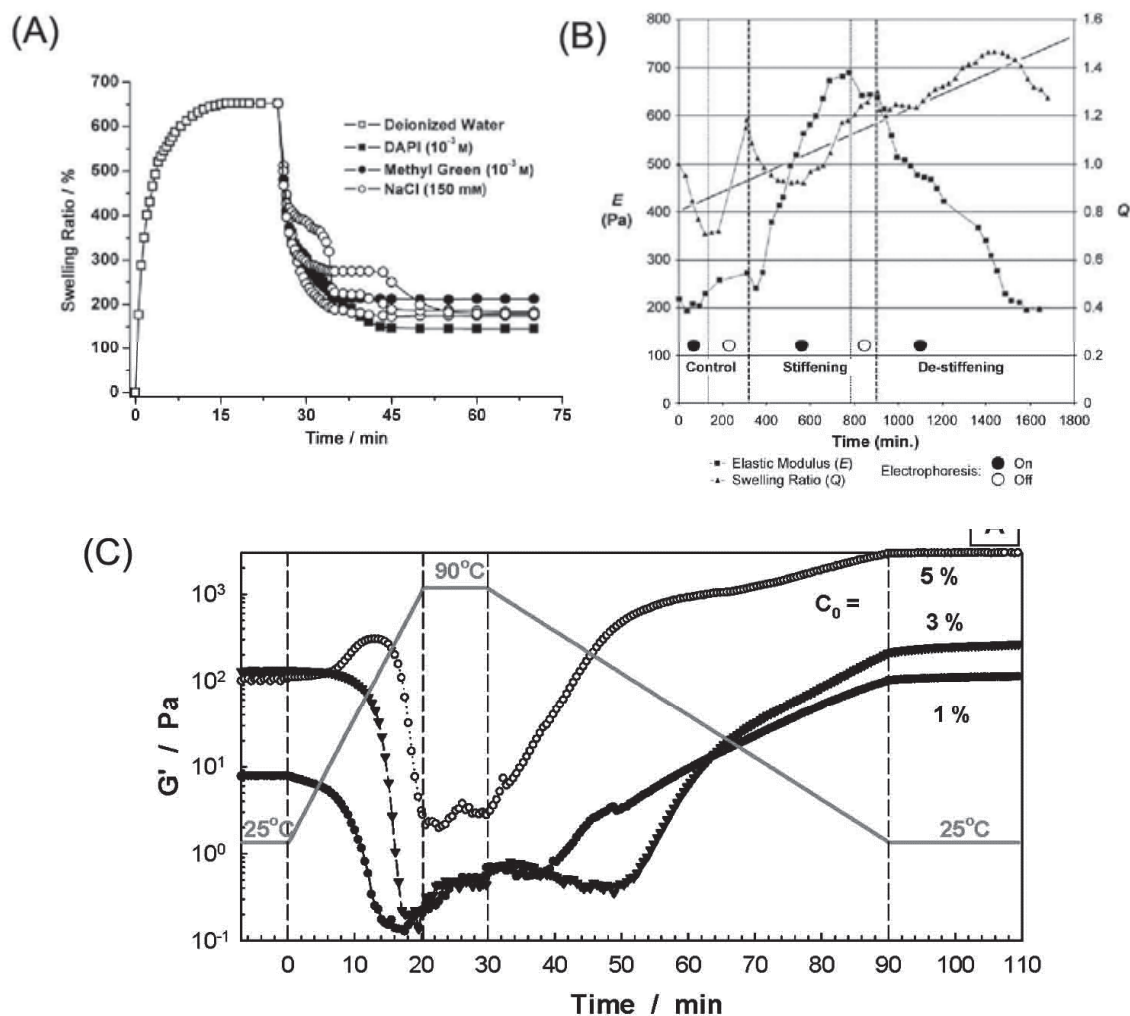 (A)
700
600
500
400
300
200
100
0
Swelling Ratio / %
Deionized Water
DAPI (10⁻³ M)
Methyl Green (10⁻³ M)
NaCl (150 mM)
0 15 30 45 60 75
Time / min
(B)
800
700
600
500
400
300
200
100
0
E
(Pa)
1.6
1.4
1.2
1.0
0.8
0.6
0.4
0.2
Q
Control Stiffening De-stiffening
0 200 400 600 800 1000 1200 1400 1600 1800
Time (min.)
Elastic Modulus (E)
Swelling Ratio (Q)
Electrophoresis:
On
Off
(C)
10³
10²
10¹
10⁰
10⁻¹
G' / Pa
25°C
90°C
25°C
C₀ =
5 %
3 %
1 %
0 10 20 30 40 50 60 70 80 90 100 110
Time / min